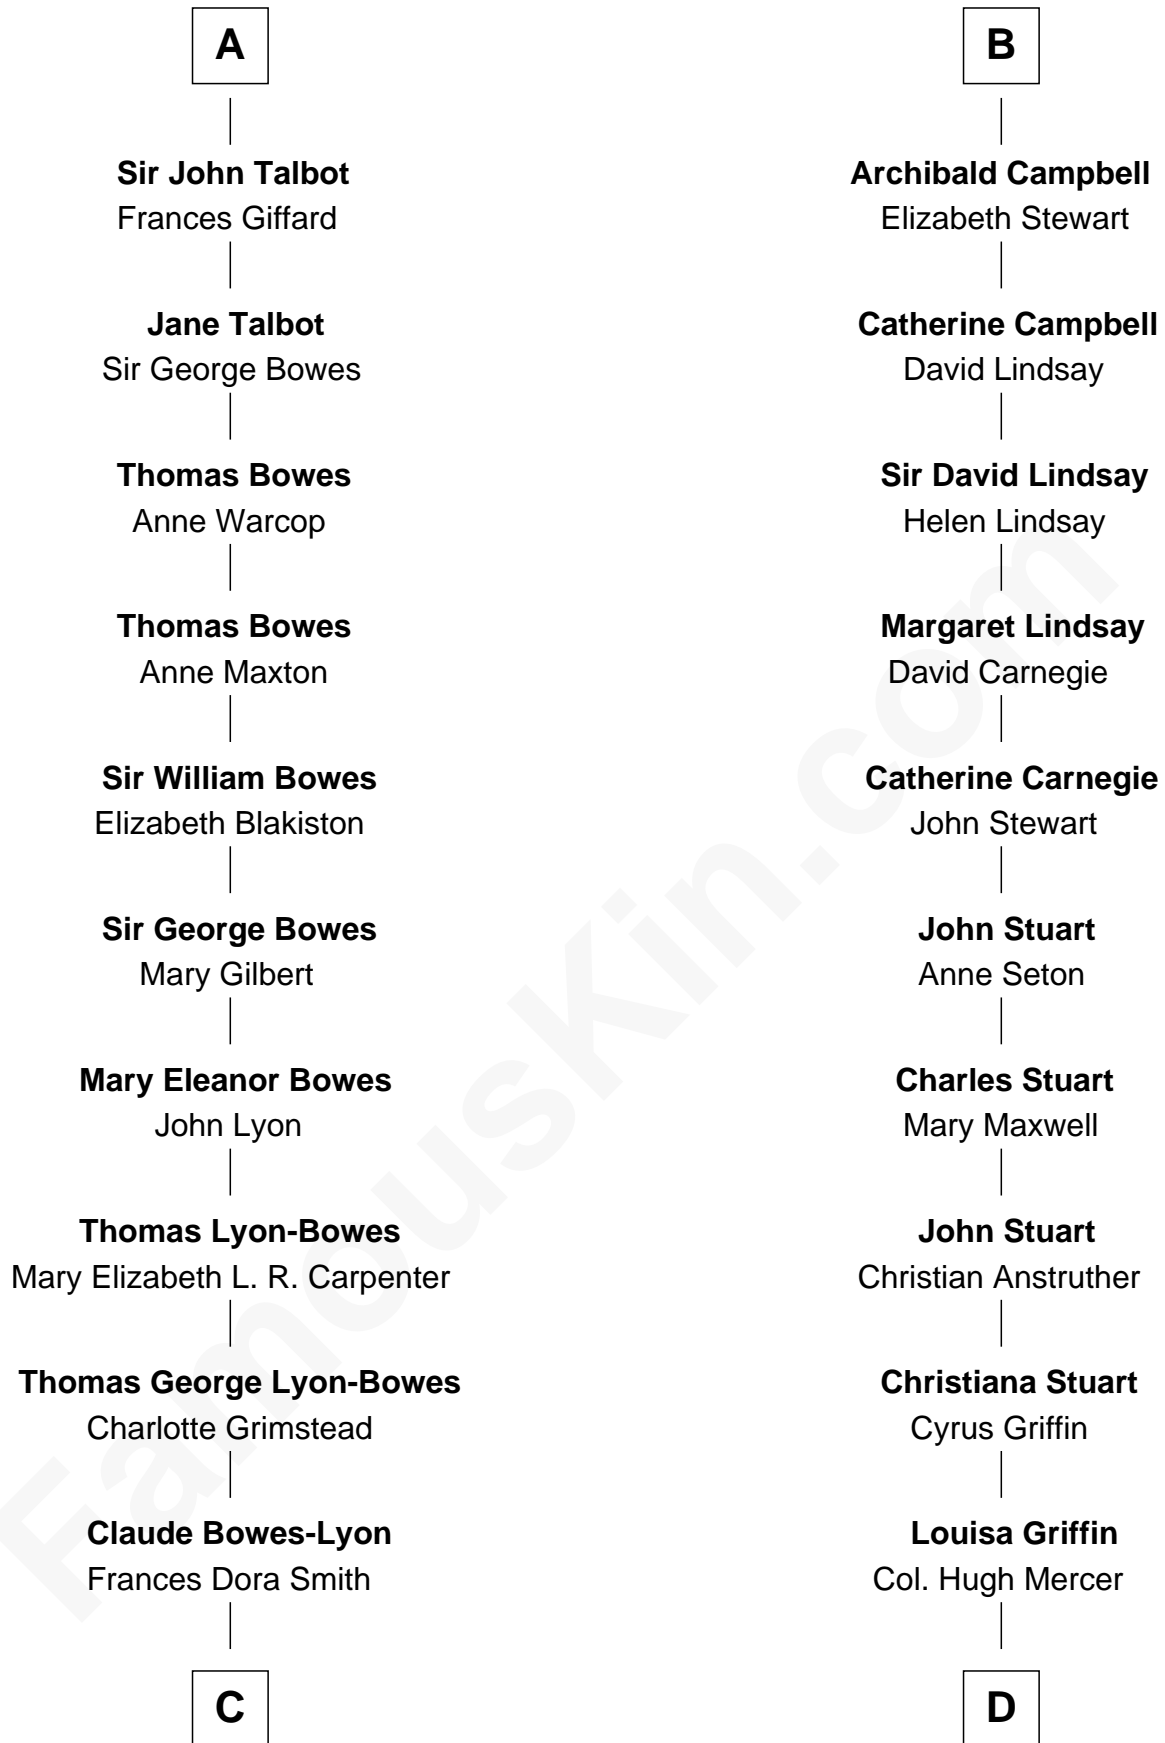 A
Sir John Talbot
Frances Giffard
Jane Talbot
Sir George Bowes
Thomas Bowes
Anne Warcop
Thomas Bowes
Anne Maxton
Sir William Bowes
Elizabeth Blakiston
Sir George Bowes
Mary Gilbert
Mary Eleanor Bowes
John Lyon
Thomas Lyon-Bowes
Mary Elizabeth L. R. Carpenter
Thomas George Lyon-Bowes
Charlotte Grimstead
Claude Bowes-Lyon
Frances Dora Smith
C
B
Archibald Campbell
Elizabeth Stewart
Catherine Campbell
David Lindsay
Sir David Lindsay
Helen Lindsay
Margaret Lindsay
David Carnegie
Catherine Carnegie
John Stewart
John Stuart
Anne Seton
Charles Stuart
Mary Maxwell
John Stuart
Christian Anstruther
Christiana Stuart
Cyrus Griffin
Louisa Griffin
Col. Hugh Mercer
D
FamousKin.com